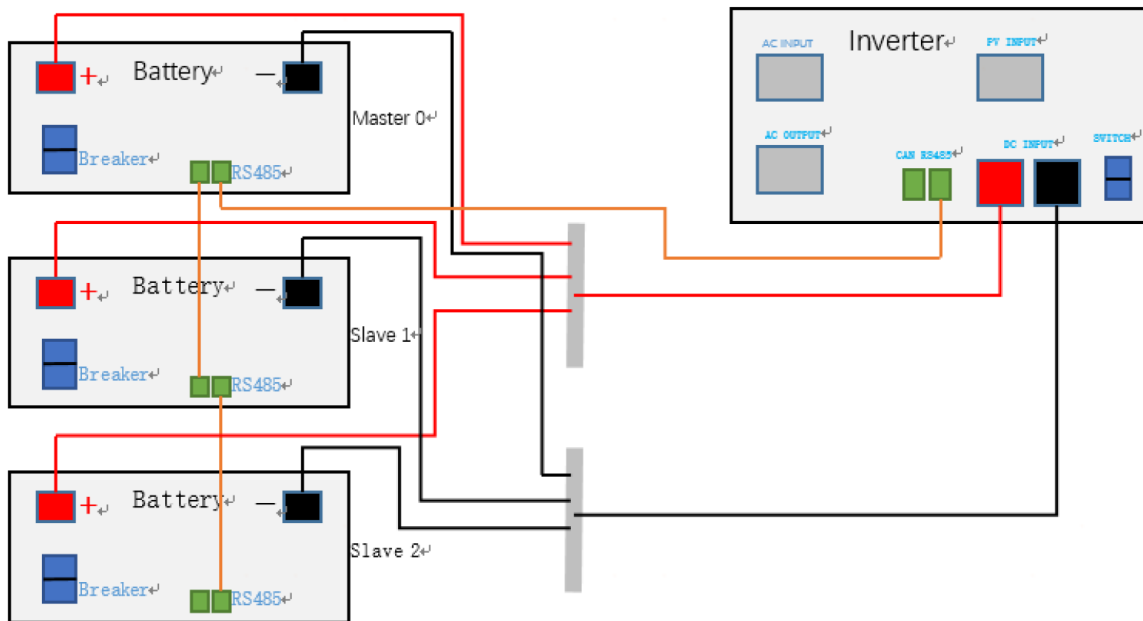 Battery↵
+↵
—↵
Master 0↵
Breaker↵
RS485↵
Battery↵
+↵
—↵
Slave 1↵
Breaker↵
RS485↵
Battery↵
+↵
—↵
Slave 2↵
Breaker↵
RS485↵
Inverter↵
AC INPUT
PV INPUT↵
AC OUTPUT↵
CAN RS485↵
DC INPUT↵
SVITCH↵